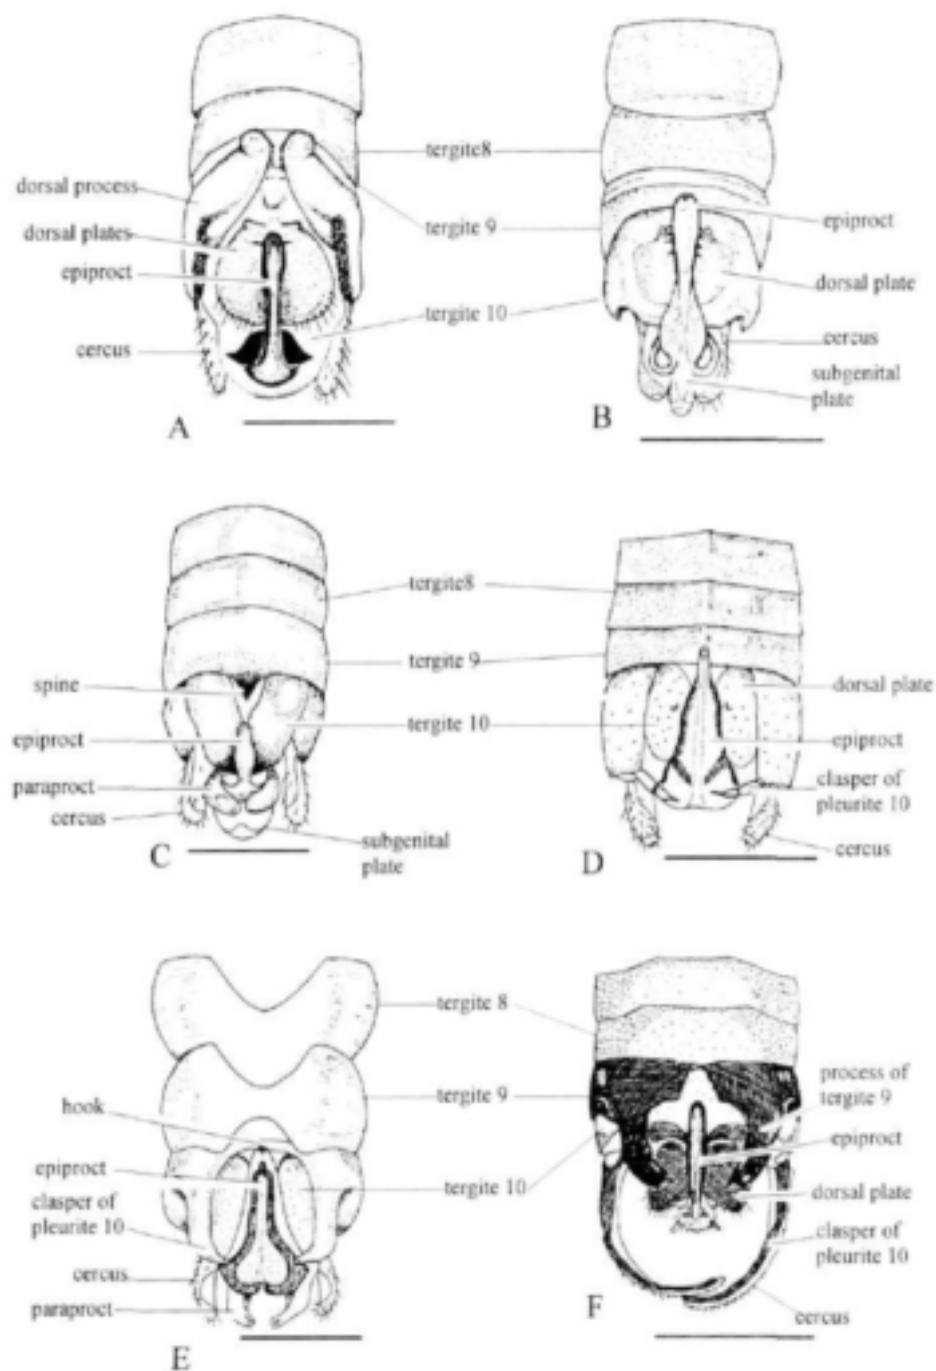 tergite8
dorsal process
dorsal plates
epiproct
tergite 9
tergite 10
cercus
epiproct
dorsal plate
cercus
subgenital
plate
A
B
tergite8
tergite 9
spine
tergite 10
epiproct
paraproct
cercus
subgenital
plate
dorsal plate
epiproct
clasper of
pleurite 10
cercus
C
D
tergite 8
tergite 9
hook
epiproct
tergite 10
clasper of
pleurite 10
cercus
paraproct
process of
tergite 9
epiproct
dorsal plate
clasper of
pleurite 10
cercus
E
F